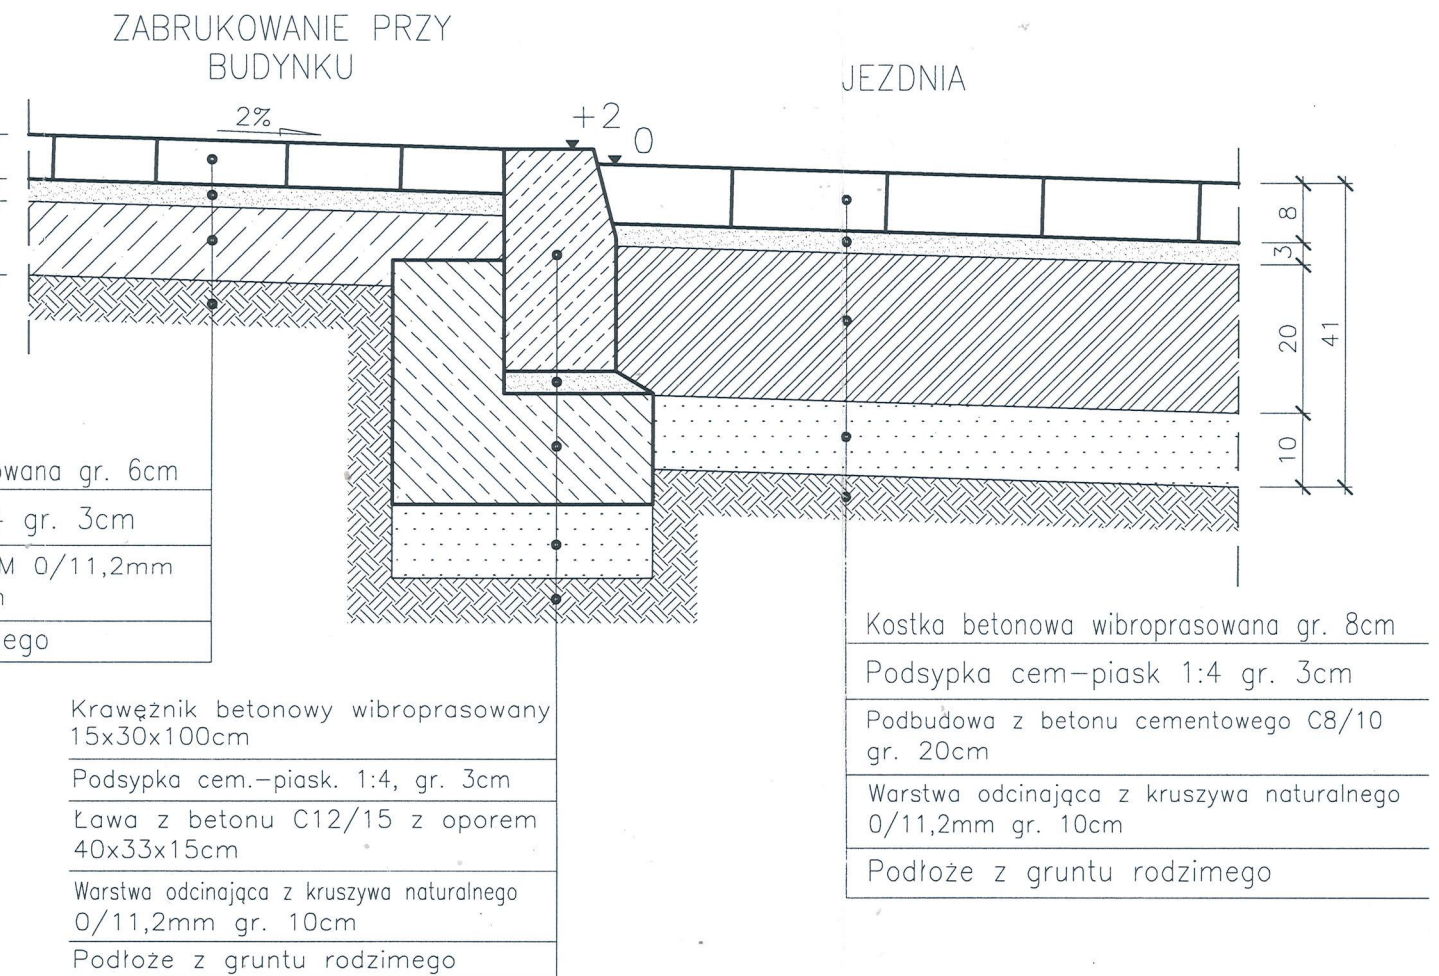 ZABRUKOWANIE PRZY
BUDYNKU
JEZDNIA
2%
+2
0
8
3
20
10
41
gr. 6cm
gr. 3cm
0/11,2mm
Krawężnik betonowy wibroprasowany
15x30x100cm
Podsypka cem.-piask. 1:4, gr. 3cm
Ława z betonu C12/15 z oporem
40x33x15cm
Warstwa odcinająca z kruszywa naturalnego
0/11,2mm gr. 10cm
Podłoże z gruntu rodzimego
Kostka betonowa wibroprasowana gr. 8cm
Podsypka cem-piask 1:4 gr. 3cm
Podbudowa z betonu cementowego C8/10
gr. 20cm
Warstwa odcinająca z kruszywa naturalnego
0/11,2mm gr. 10cm
Podłoże z gruntu rodzimego